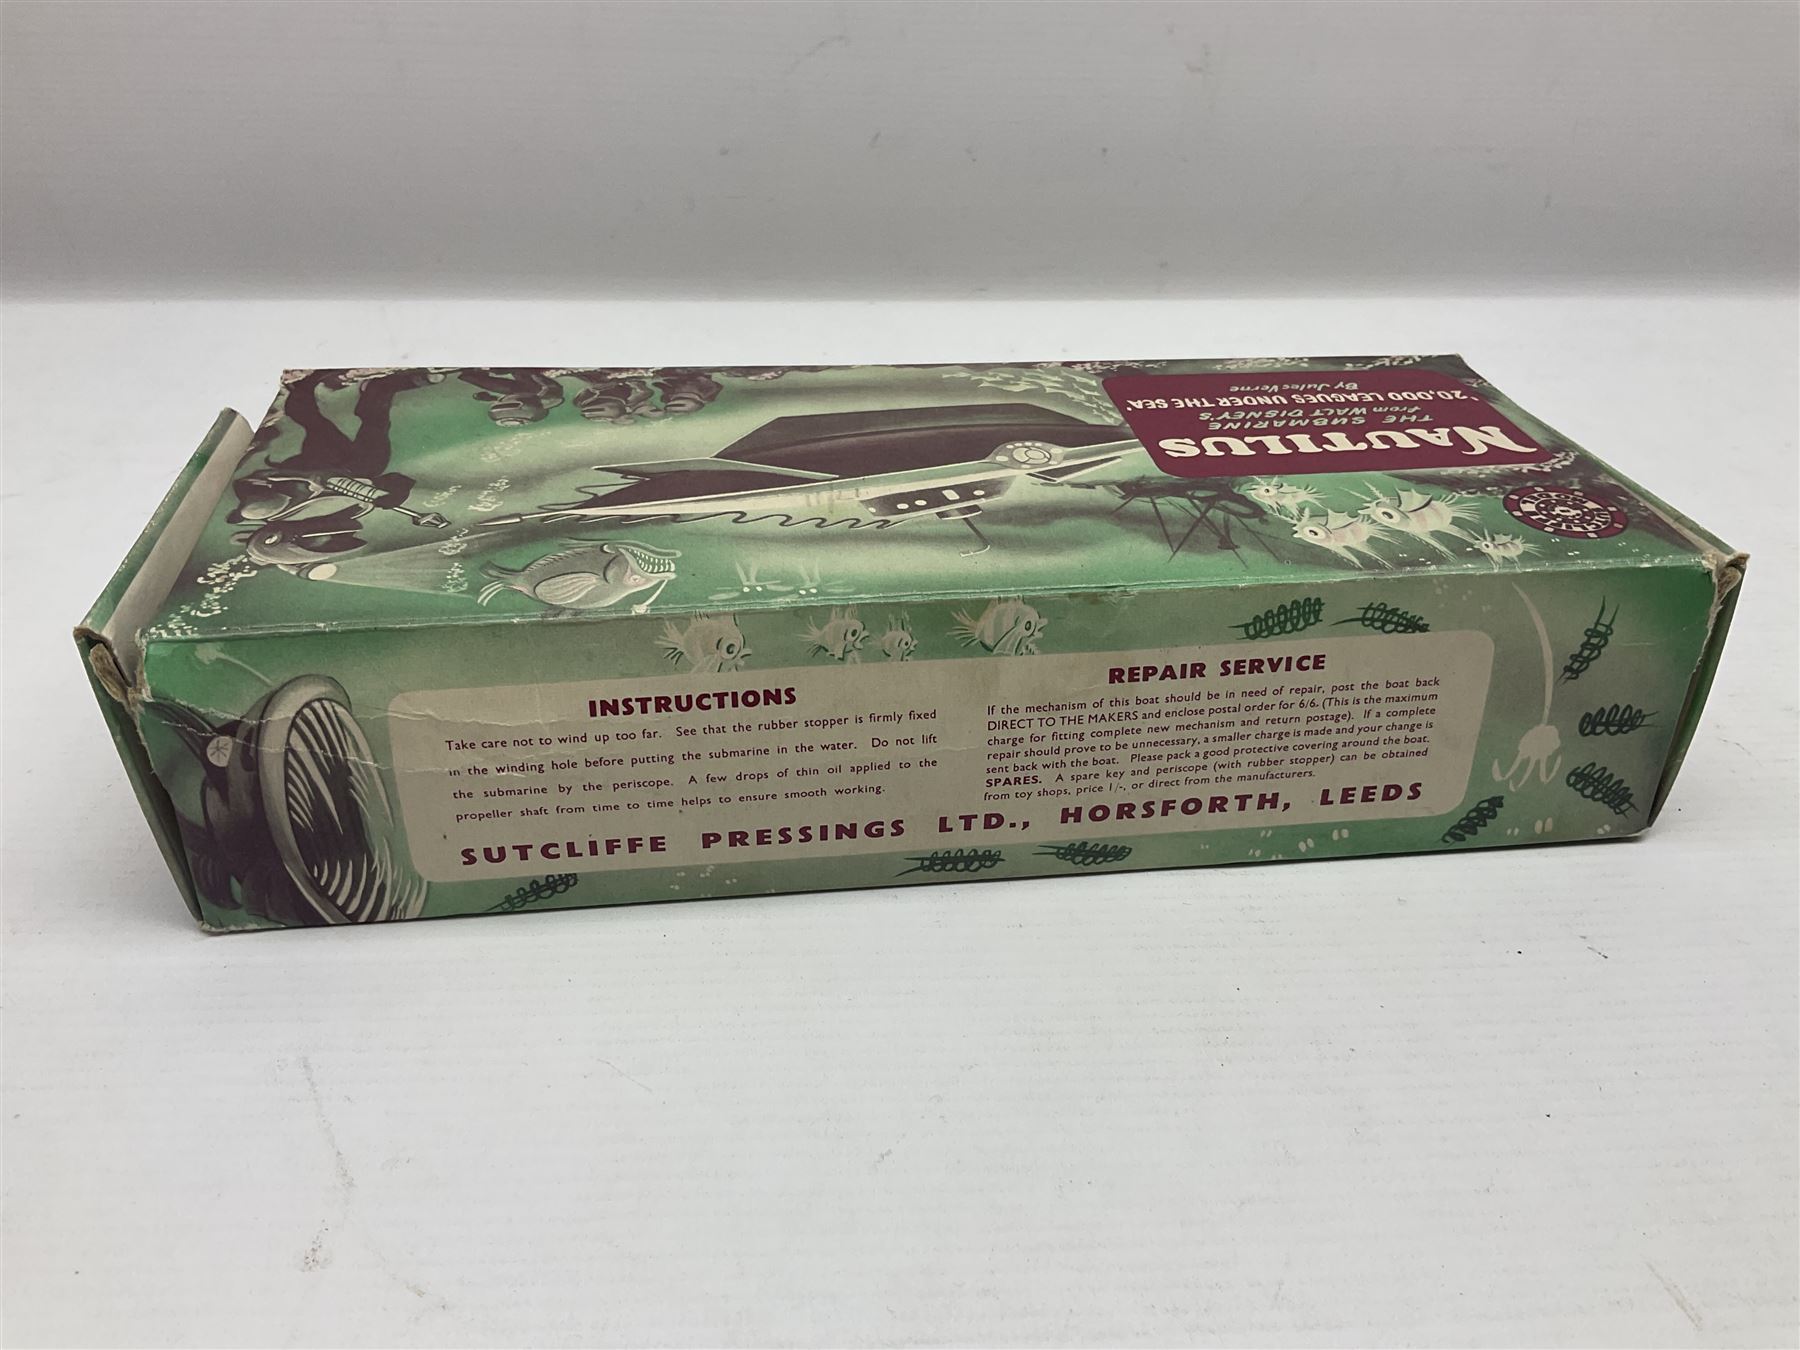 NAUTILUS
THE SUBMARINE
from WALT DISNEY'S
'20,000 LEAGUES UNDER THE SEA'
By Jules Verne
INSTRUCTIONS
Take care not to wind up too far. See that the rubber stopper is firmly fixed
in the winding hole before putting the submarine in the water. Do not lift
the submarine by the periscope. A few drops of thin oil applied to the
propeller shaft from time to time helps to ensure smooth working.
REPAIR SERVICE
If the mechanism of this boat should be in need of repair, post the boat back
DIRECT TO THE MAKERS and enclose postal order for 6/6. (This is the maximum
charge for fitting complete new mechanism and return postage). If a complete
repair should prove to be unnecessary, a smaller charge is made and your change is
sent back with the boat. Please pack a good protective covering around the boat.
SPARES. A spare key and periscope (with rubber stopper) can be obtained
from toy shops, price 1/-, or direct from the manufacturers.
SUTCLIFFE PRESSINGS LTD., HORSFORTH, LEEDS